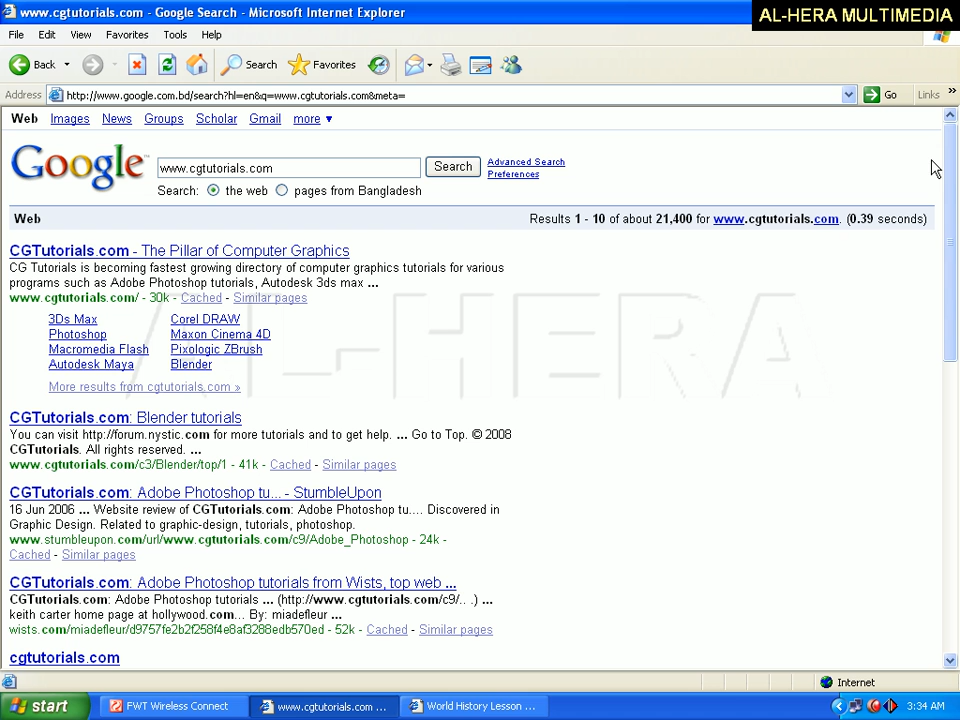 www.cgtutorials.com - Google Search - Microsoft Internet Explorer
AL-HERA MULTIMEDIA
File Edit View Favorites Tools Help
Back Search Favorites
Address http://www.google.com.bd/search?hl=en&q=www.cgtutorials.com&meta= Go Links »
Web Images News Groups Scholar Gmail more ▼
Google™ www.cgtutorials.com Search Advanced Search
Preferences
Search: the web pages from Bangladesh
Web Results 1 - 10 of about 21,400 for www.cgtutorials.com. (0.39 seconds)
CGTutorials.com - The Pillar of Computer Graphics
CG Tutorials is becoming fastest growing directory of computer graphics tutorials for various
programs such as Adobe Photoshop tutorials, Autodesk 3ds max ...
www.cgtutorials.com/ - 30k - Cached - Similar pages
3Ds Max Corel DRAW
Photoshop Maxon Cinema 4D
Macromedia Flash Pixologic ZBrush
Autodesk Maya Blender
More results from cgtutorials.com »
AL-HERA
CGTutorials.com: Blender tutorials
You can visit http://forum.nystic.com for more tutorials and to get help. ... Go to Top. © 2008
CGTutorials. All rights reserved. ...
www.cgtutorials.com/c3/Blender/top/1 - 41k - Cached - Similar pages
CGTutorials.com: Adobe Photoshop tu... - StumbleUpon
16 Jun 2006 ... Website review of CGTutorials.com: Adobe Photoshop tu.... Discovered in
Graphic Design. Related to graphic-design, tutorials, photoshop.
www.stumbleupon.com/url/www.cgtutorials.com/c9/Adobe_Photoshop - 24k -
Cached - Similar pages
CGTutorials.com: Adobe Photoshop tutorials from Wists, top web ...
CGTutorials.com: Adobe Photoshop tutorials ... (http://www.cgtutorials.com/c9/.. .) ...
keith carter home page at hollywood.com... By: miadefleur ...
wists.com/miadefleur/d9757fe2b2f258f4e8af3288edb570ed - 52k - Cached - Similar pages
cgtutorials.com
Internet
start FWT Wireless Connect www.cgtutorials.com ... World History Lesson ... 3:34 AM